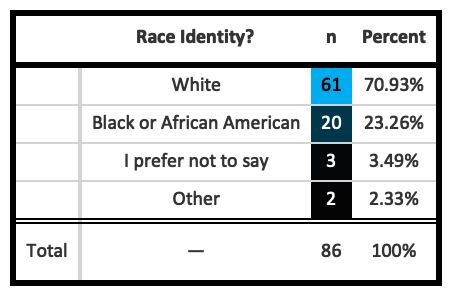 Race Identity? n Percent
White 61 70.93%
Black or African American 20 23.26%
I prefer not to say 3 3.49%
Other 2 2.33%
Total — 86 100%